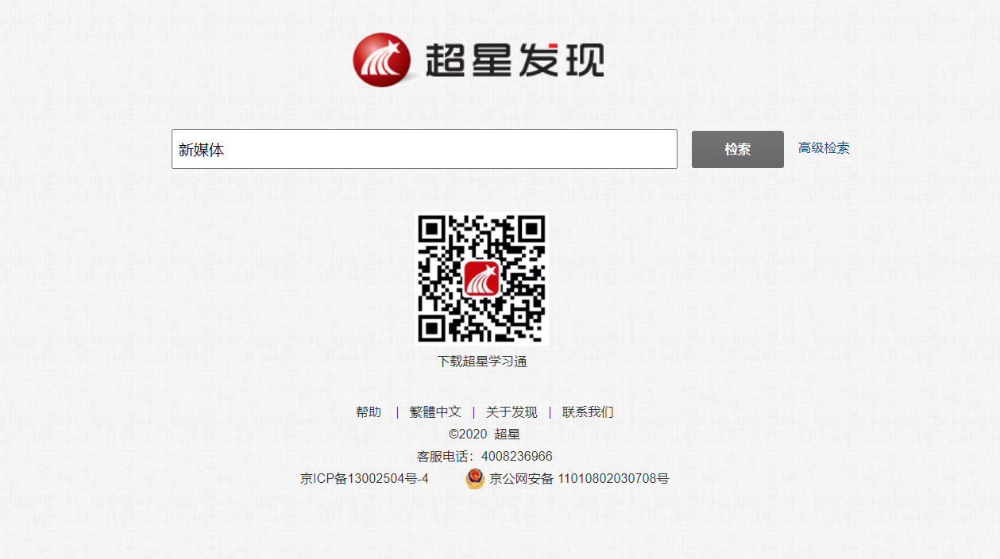 超星发现
新媒体
检索 高级检索
下载超星学习通
帮助 | 繁體中文 | 关于发现 | 联系我们
©2020 超星
客服电话：4008236966
京ICP备13002504号-4 京公网安备 11010802030708号